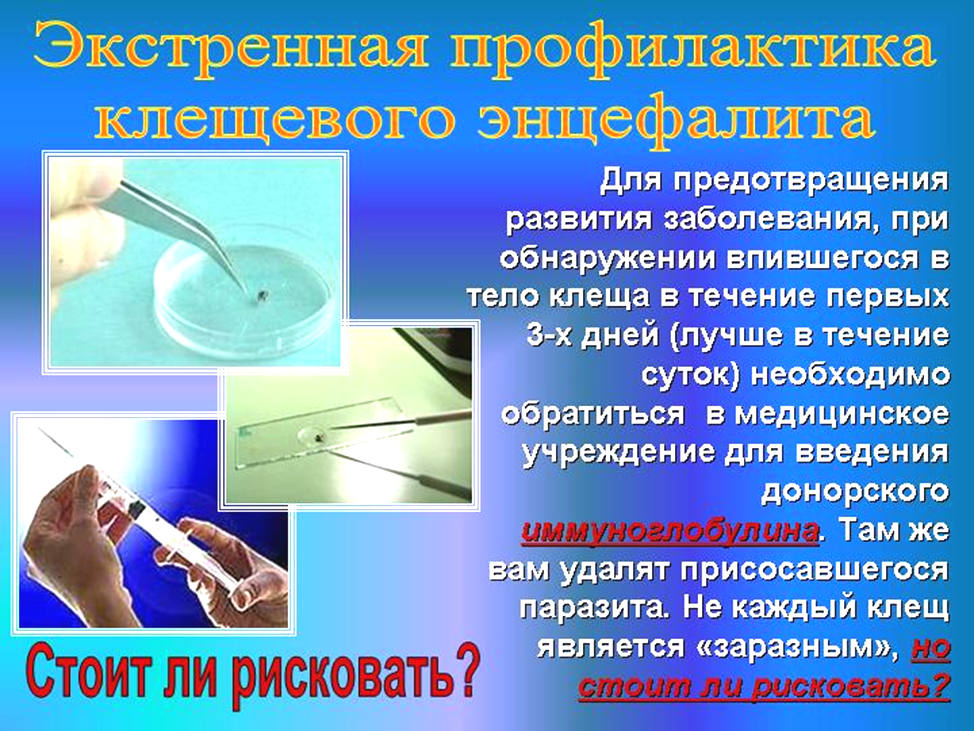 Экстренная профилактика
клещевого энцефалита
Для предотвращения
развития заболевания, при
обнаружении впившегося в
тело клеща в течение первых
3-х дней (лучше в течение
суток) необходимо
обратиться в медицинское
учреждение для введения
донорского
иммуноглобулина. Там же
вам удалят присосавшегося
паразита. Не каждый клещ
является «заразным», но
стоит ли рисковать?
Стоит ли рисковать?